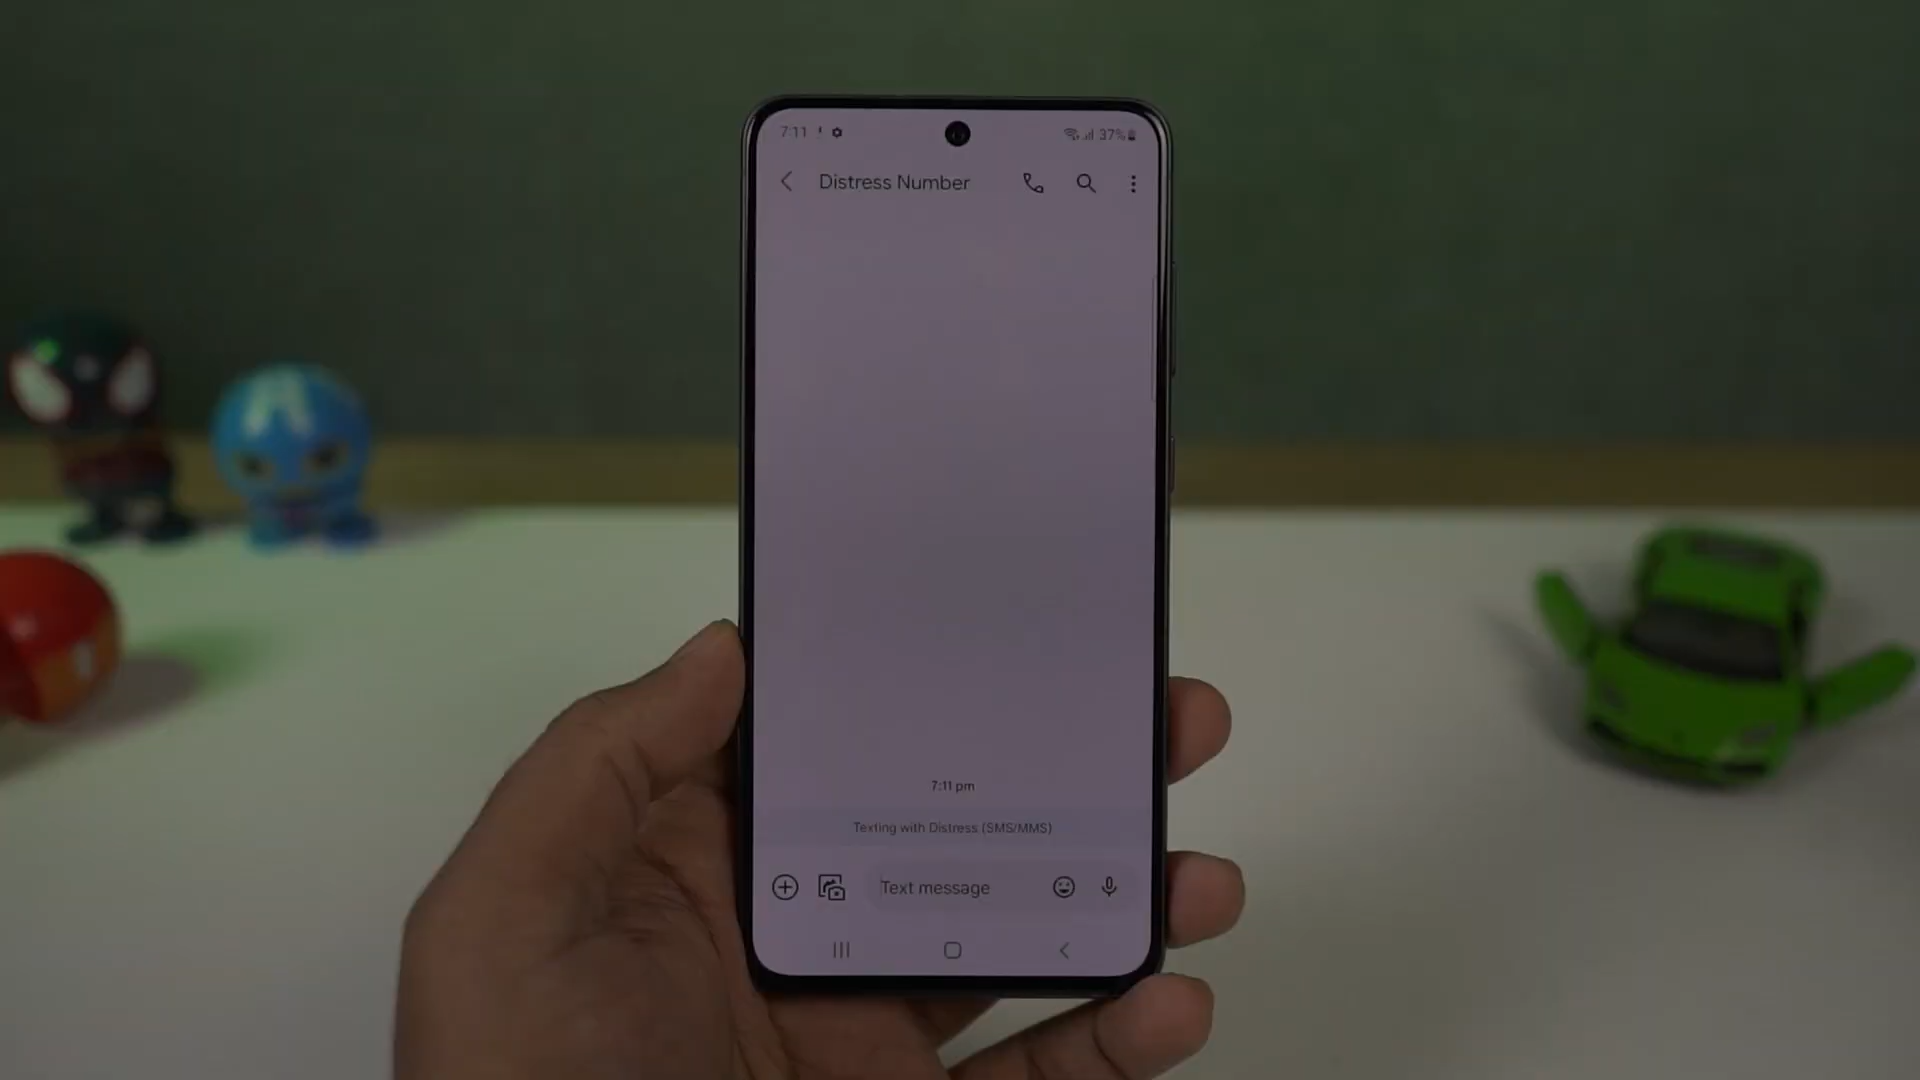 7:11
37%
Distress Number
7:11 pm
Texting with Distress (SMS/MMS)
Text message